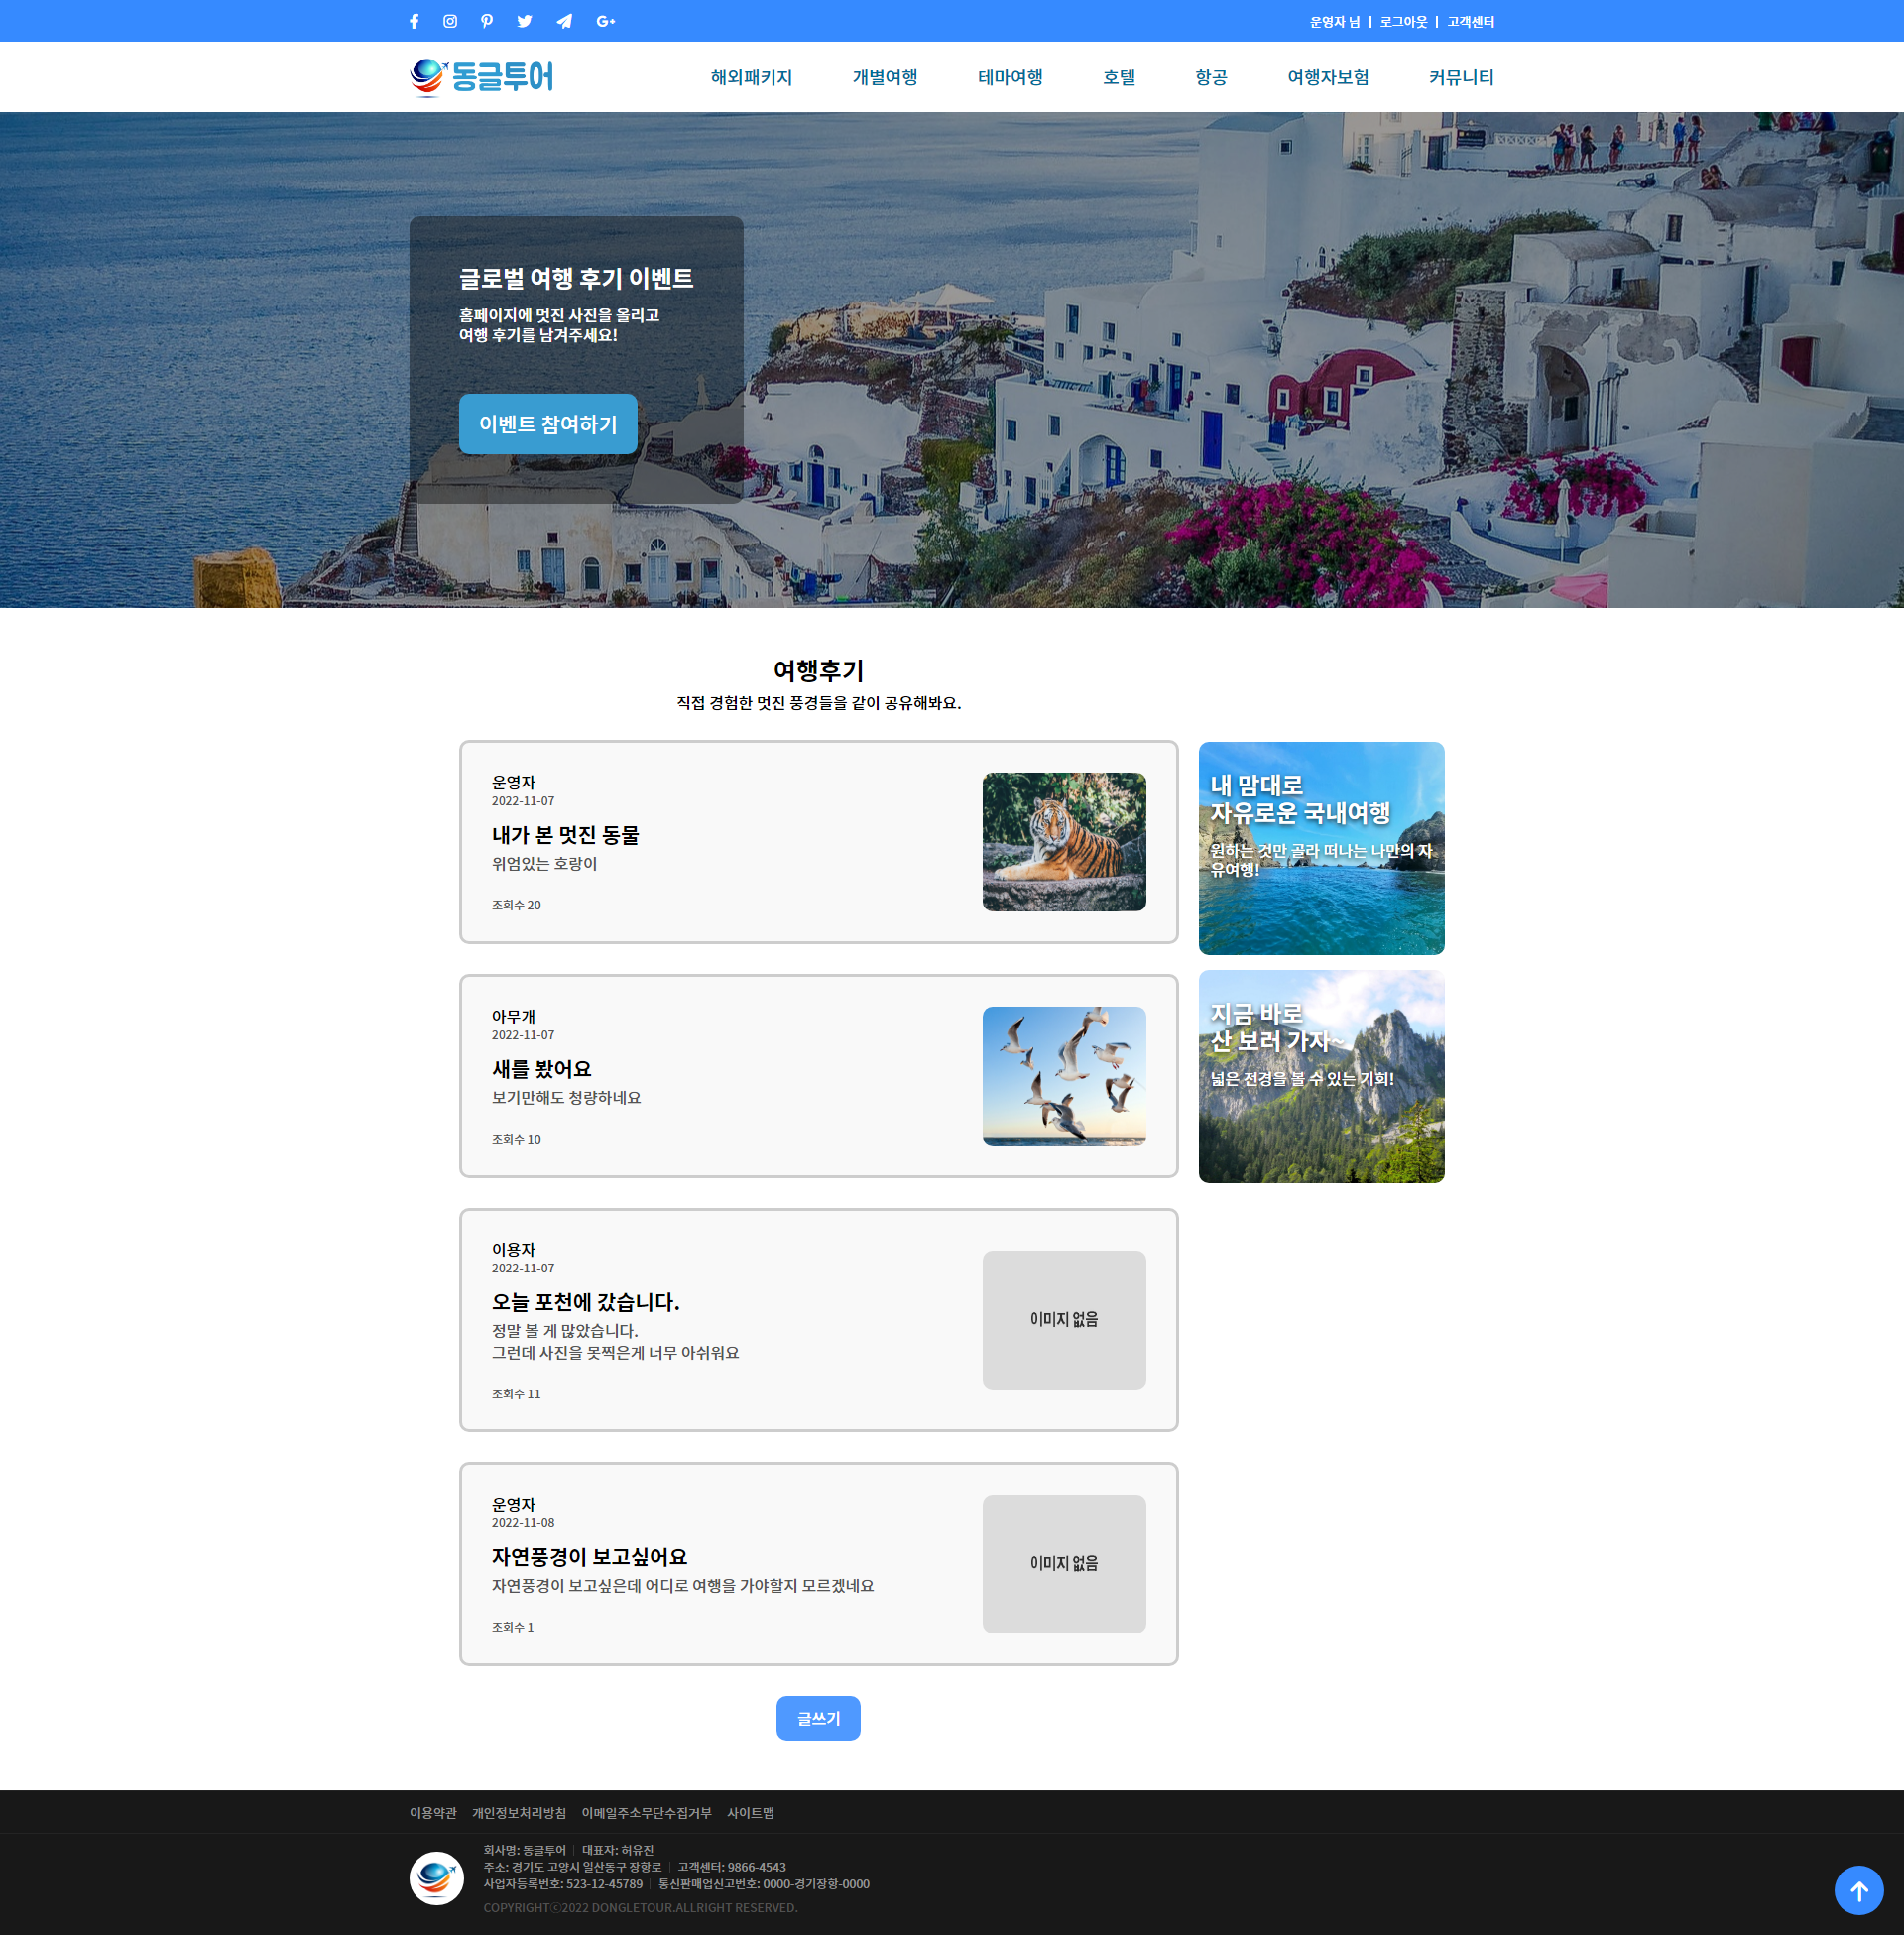 운영자 님 | 로그아웃 | 고객센터
동글투어
해외패키지 개별여행 테마여행 호텔 항공 여행자보험 커뮤니티
글로벌 여행 후기 이벤트
홈페이지에 멋진 사진을 올리고
여행 후기를 남겨주세요!
이벤트 참여하기
여행후기
직접 경험한 멋진 풍경들을 같이 공유해봐요.
운영자
2022-11-07
내가 본 멋진 동물
위엄있는 호랑이
조회수 20
아무개
2022-11-07
새를 봤어요
보기만해도 청량하네요
조회수 10
이용자
2022-11-07
오늘 포천에 갔습니다.
정말 볼 게 많았습니다.
그런데 사진을 못찍은게 너무 아쉬워요
조회수 11
이미지 없음
운영자
2022-11-08
자연풍경이 보고싶어요
자연풍경이 보고싶은데 어디로 여행을 가야할지 모르겠네요
조회수 1
이미지 없음
글쓰기
내 맘대로
자유로운 국내여행
원하는 것만 골라 떠나는 나만의 자
유여행!
지금 바로
산 보러 가자~
넓은 전경을 볼 수 있는 기회!
이용약관 개인정보처리방침 이메일주소무단수집거부 사이트맵
회사명: 동글투어 | 대표자: 허유진
주소: 경기도 고양시 일산동구 장항로 | 고객센터: 9866-4543
사업자등록번호: 523-12-45789 | 통신판매업신고번호: 0000-경기장항-0000
COPYRIGHTⓒ2022 DONGLETOUR.ALLRIGHT RESERVED.